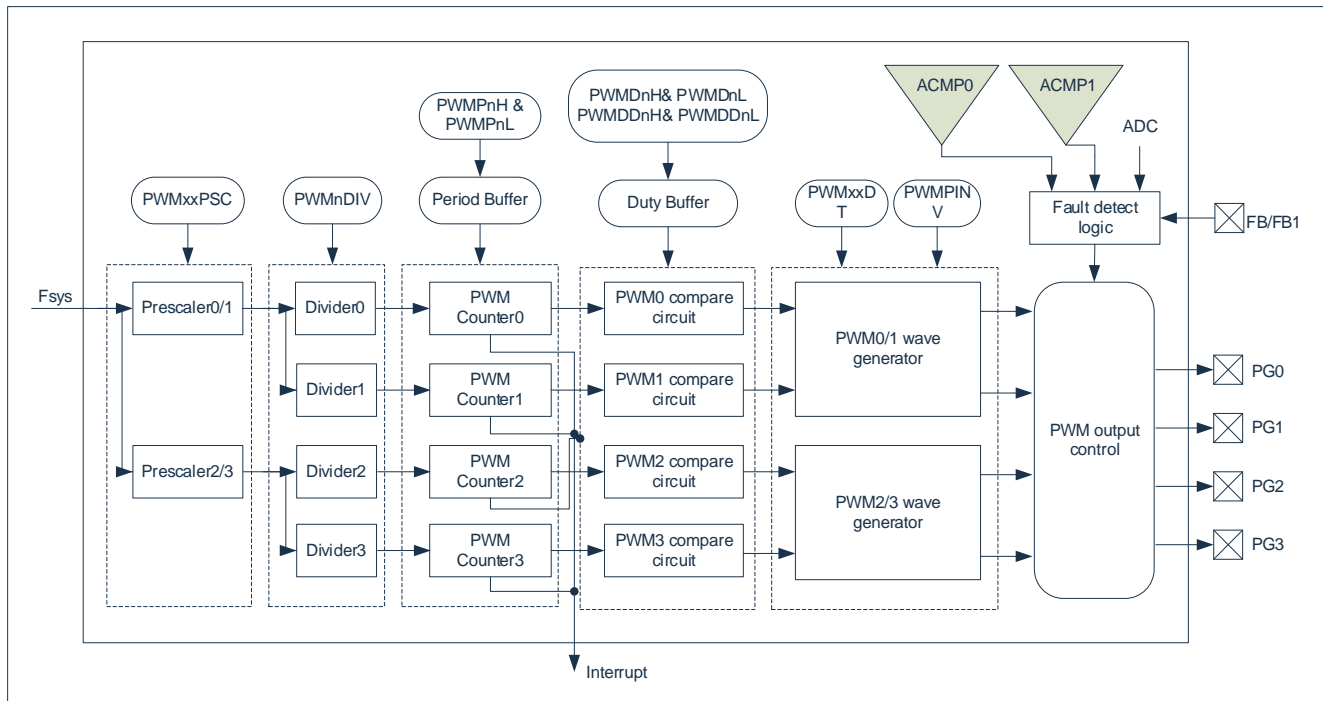 ACMP0
ACMP1
PWMPnH &
PWMPnL
PWMDnH& PWMDnL
PWMDDnH& PWMDDnL
ADC
PWMxxPSC
PWMnDIV
Period Buffer
Duty Buffer
PWMxxD
T
PWMPIN
V
Fault detect
logic
FB/FB1
Fsys
Prescaler0/1
Divider0
PWM
Counter0
PWM0 compare
circuit
PWM0/1 wave
generator
Divider1
PWM
Counter1
PWM1 compare
circuit
Prescaler2/3
Divider2
PWM
Counter2
PWM2 compare
circuit
PWM2/3 wave
generator
Divider3
PWM
Counter3
PWM3 compare
circuit
PWM output
control
PG0
PG1
PG2
PG3
Interrupt